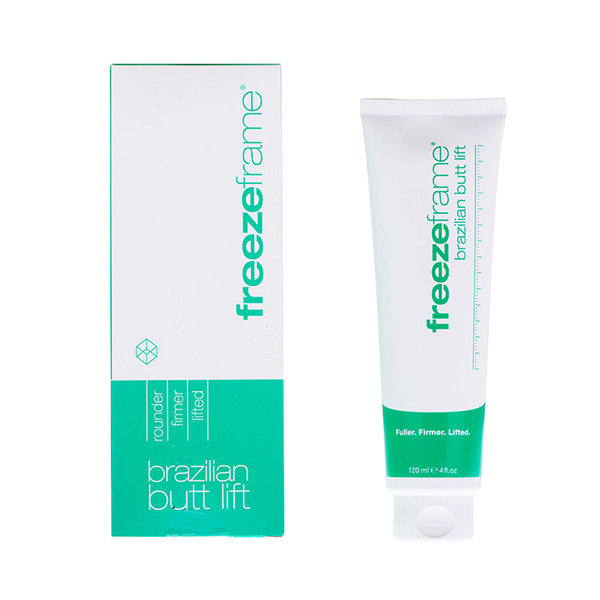 freezeframe®
rounder
firmer
lifted
brazilian
butt lift
freezeframe®
brazilian butt lift
Fuller. Firmer. Lifted.
120 ml ℮ 4 fl.oz